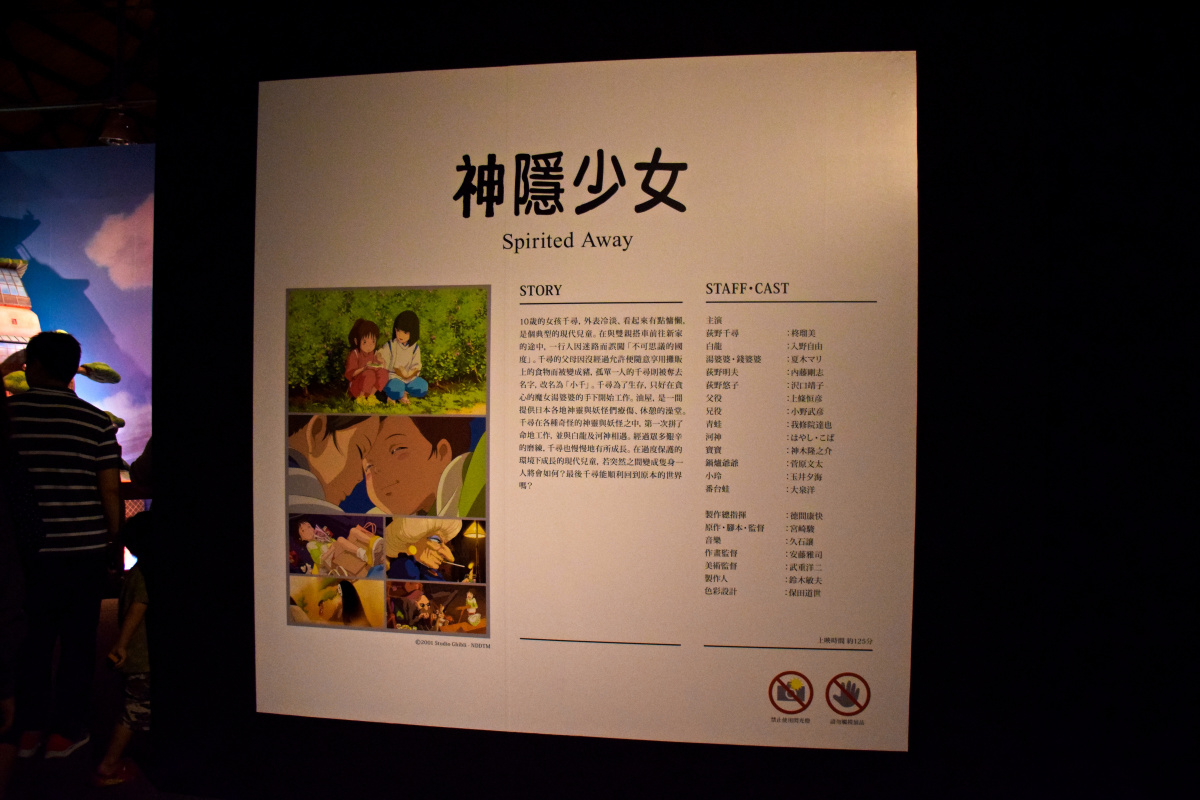 神隱少女
Spirited Away
STORY
10歲的女孩千尋，外表冷淡，看起來有點慵懶，
是個典型的現代兒童。在與雙親搭車前往新家
的途中，一行人因迷路而誤闖「不可思議的國
度」。千尋的父母因沒經過允許便隨意享用攤販
上的食物而被變成豬，孤單一人的千尋則被奪去
名字，改名為「小千」。千尋為了生存，只好在貪
心的魔女湯婆婆的手下開始工作。油屋，是一間
提供日本各地神靈與妖怪們療傷、休憩的澡堂。
千尋在各種奇怪的神靈與妖怪之中，第一次拼了
命地工作，並與白龍及河神相遇。經過眾多艱辛
的磨練，千尋也慢慢地有所成長。在過度保護的
環境下成長的現代兒童，若突然之間變成隻身一
人將會如何？最後千尋能順利回到原本的世界
嗎？
STAFF・CAST
主演
荻野千尋：柊瑠美
白龍：入野自由
湯婆婆・錢婆婆：夏木マリ
荻野明夫：內藤剛志
荻野悠子：沢口靖子
父役：上條恒彦
兄役：小野武彦
青蛙：我修院達也
河神：はやし・こば
寶寶：神木隆之介
鍋爐爺爺：菅原文太
小玲：玉井夕海
番台蛙：大泉洋
製作總指揮：德間康快
原作・腳本・監督：宮崎駿
音樂：久石讓
作畫監督：安藤雅司
美術監督：武重洋二
製作人：鈴木敏夫
色彩設計：保田道世
上映時間 約125分
©2001 Studio Ghibli・NDDTM
禁止使用閃光燈
請勿觸摸展品